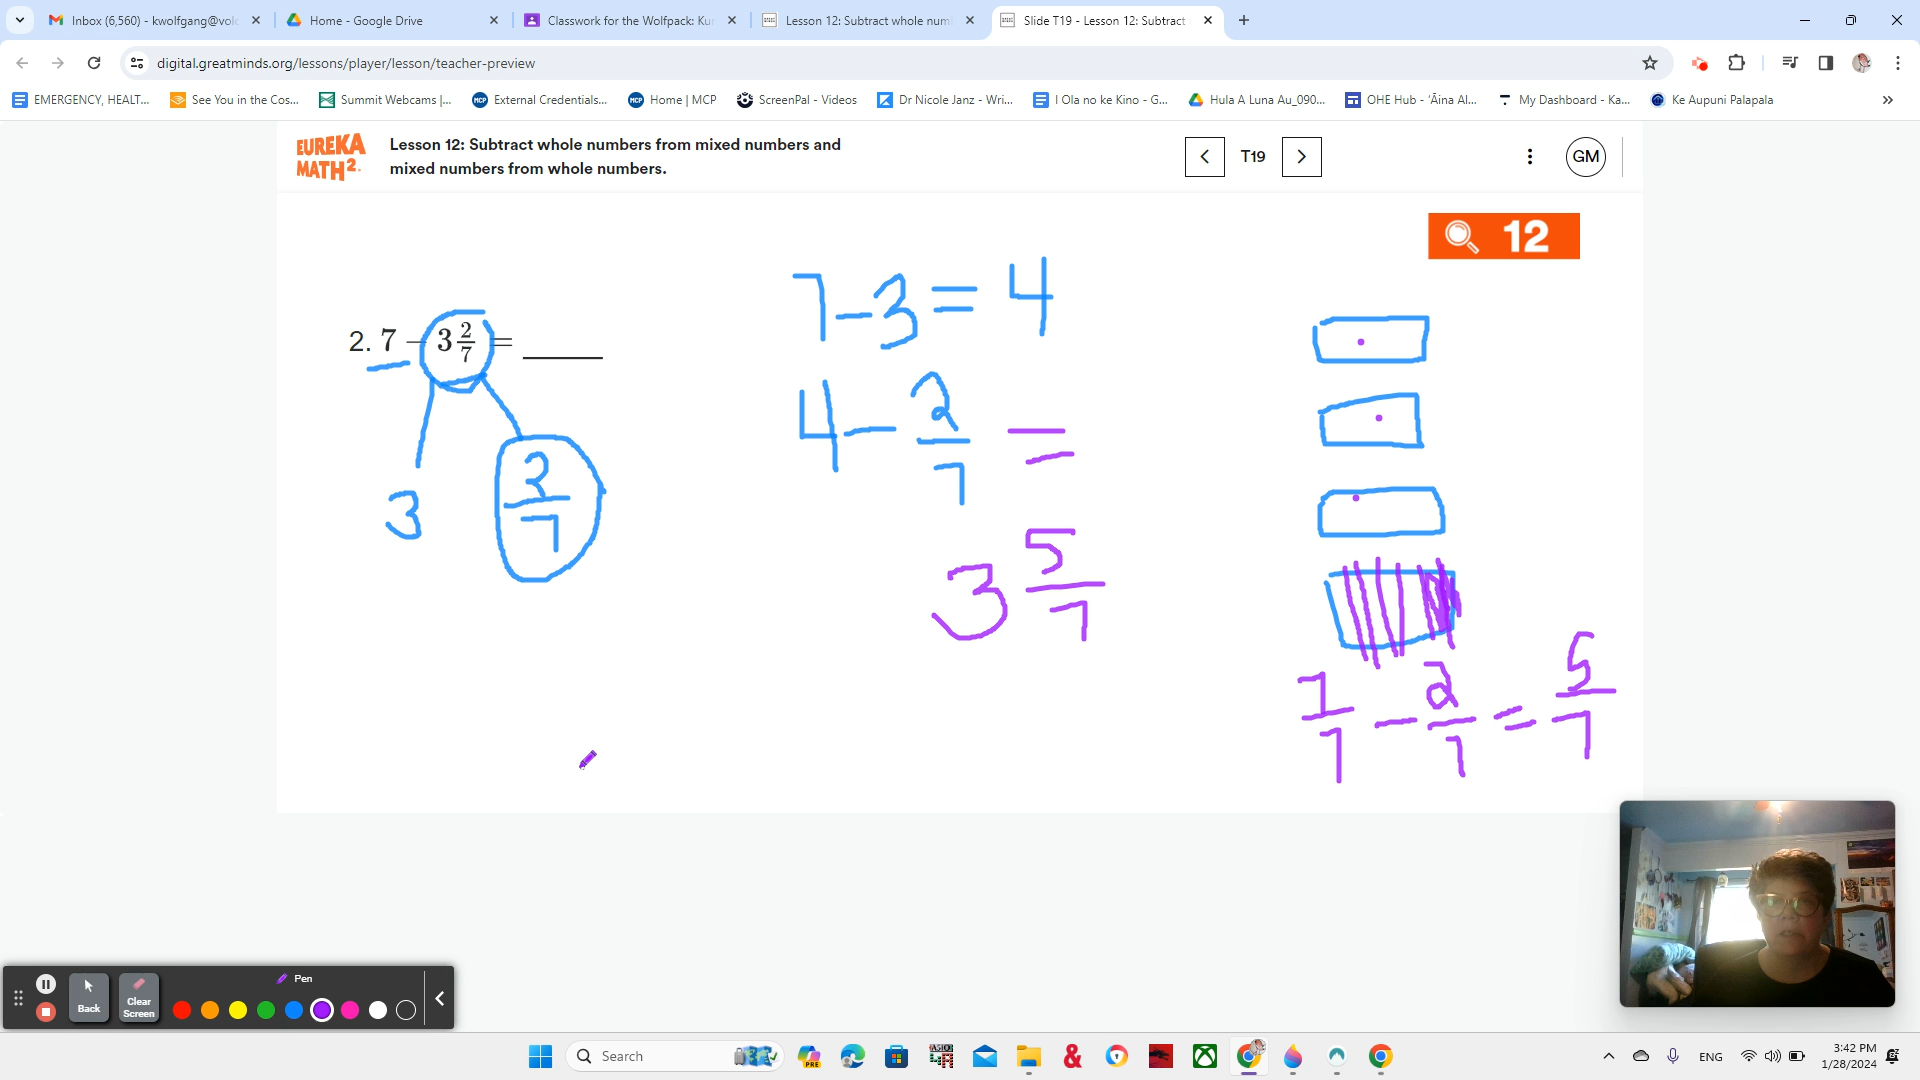 Inbox (6,560) - kwolfgang@volc
Home - Google Drive
Classwork for the Wolfpack: Ku
Lesson 12: Subtract whole num
Slide T19 - Lesson 12: Subtract
digital.greatminds.org/lessons/player/lesson/teacher-preview
EMERGENCY, HEALT...
See You in the Cos...
Summit Webcams |...
External Credentials...
Home | MCP
ScreenPal - Videos
Dr Nicole Janz - Wri...
I Ola no ke Kino - G...
Hula A Luna Au_090...
OHE Hub - ʻĀina Al...
My Dashboard - Ka...
Ke Aupuni Palapala
EUREKA
MATH2
Lesson 12: Subtract whole numbers from mixed numbers and
mixed numbers from whole numbers.
T19
GM
12
2. 7 − 3 2/7 = ______
3 2/7
7 - 3 = 4
4 - 2/7 =
3 5/7
7/7 - 2/7 = 5/7
Pen
Back
Clear
Screen
Search
PRE
ENG
3:42 PM
1/28/2024